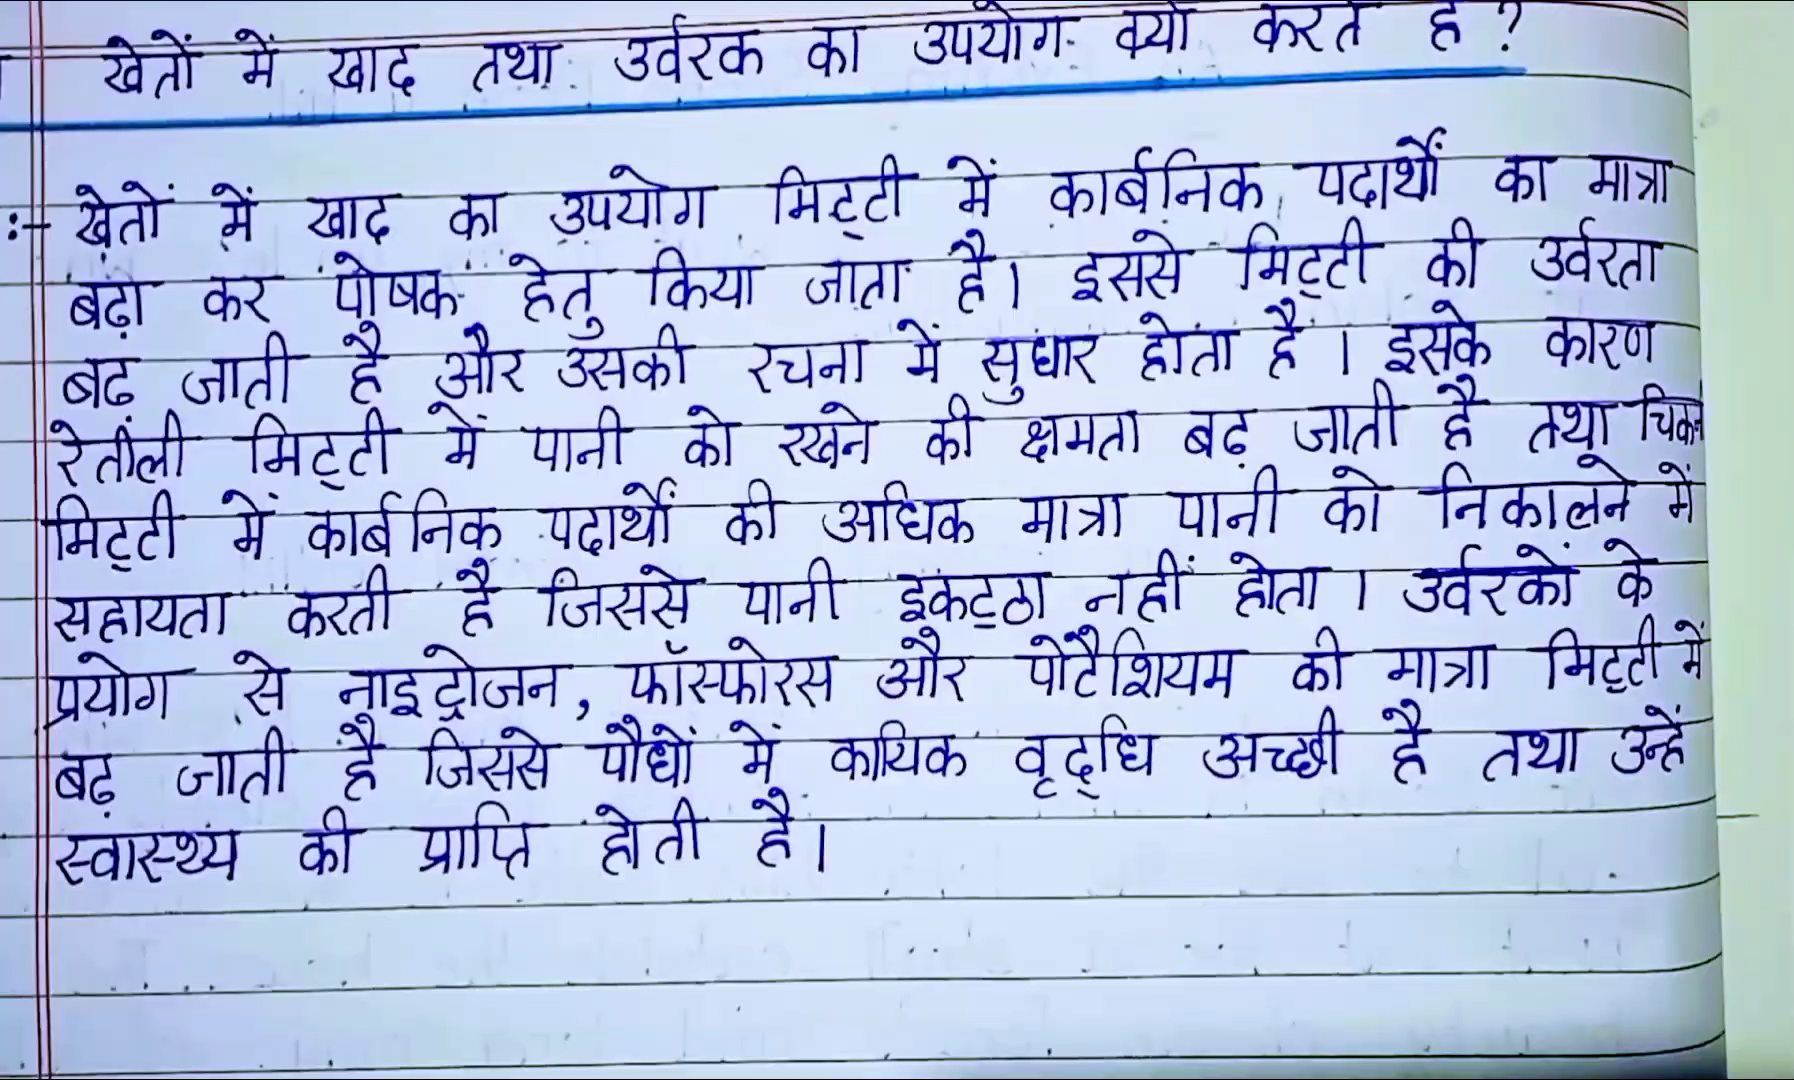 खेतों में खाद तथा उर्वरक का उपयोग क्यों करते हैं ?
:- खेतों में खाद का उपयोग मिट्टी में कार्बनिक पदार्थों का मात्रा
बढ़ा कर पोषक हेतु किया जाता है। इससे मिट्टी की उर्वरता
बढ़ जाती है और उसकी रचना में सुधार होता है । इसके कारण
रेतीली मिट्टी में पानी को रखने की क्षमता बढ़ जाती है तथा
मिट्टी में कार्बनिक पदार्थों की अधिक मात्रा पानी को निकालने में
सहायता करती है जिससे पानी इकट्ठा नहीं होता । उर्वरकों के
प्रयोग से नाइट्रोजन, फॉस्फोरस और पोटैशियम की मात्रा मिट्टी में
बढ़ जाती है जिससे पौधों में कायिक वृद्धि अच्छी है तथा उन्हें
स्वास्थ्य की प्राप्ति होती है।